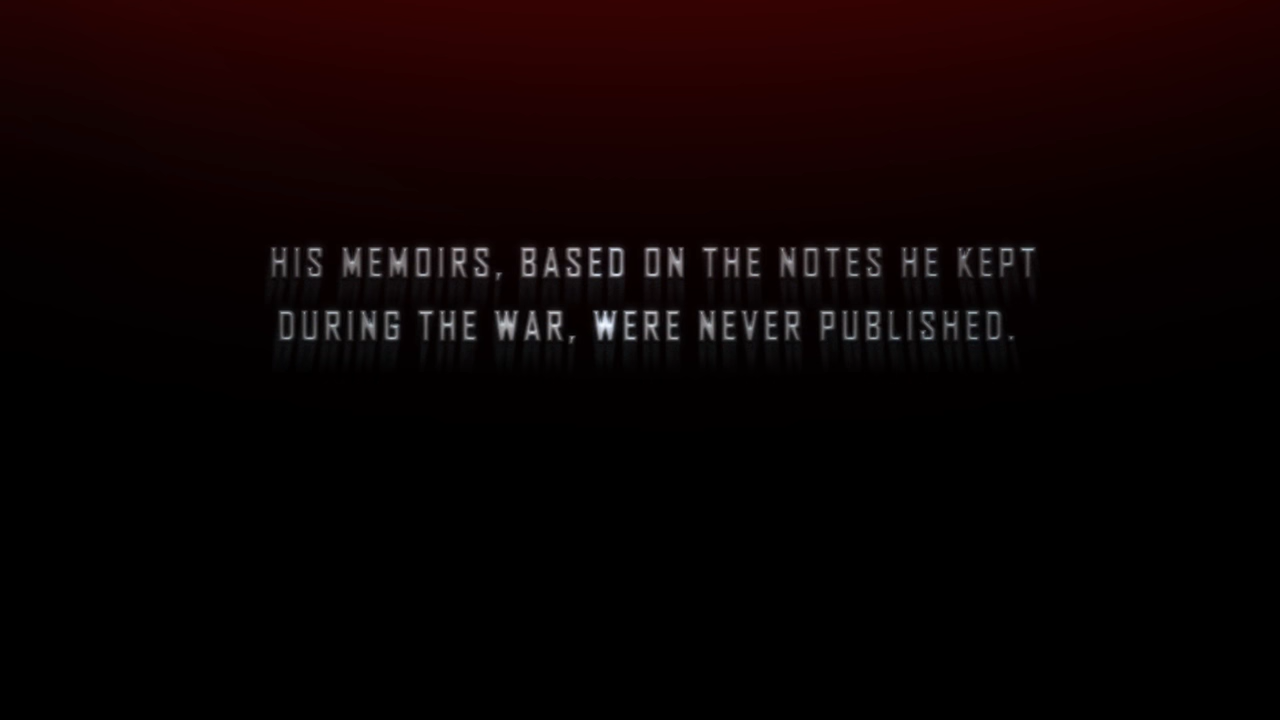 HIS MEMOIRS, BASED ON THE NOTES HE KEPT
DURING THE WAR, WERE NEVER PUBLISHED.